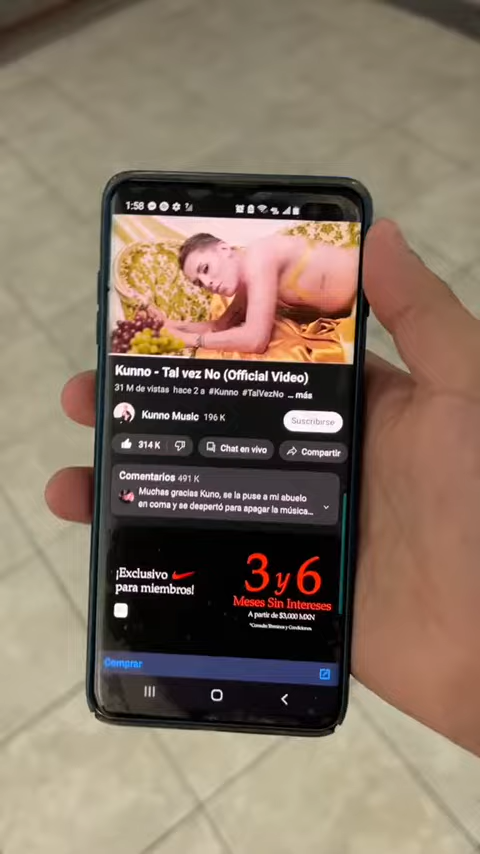 1:58
Kunno - Tal vez No (Official Video)
31 M de vistas hace 2 a #Kunno #TalVezNo ... más
Kunno Music 196 K
Suscribirse
314 K
Chat en vivo
Compartir
Comentarios 491 K
Muchas gracias Kuno, se la puse a mi abuelo
en coma y se despertó para apagar la música...
¡Exclusivo
para miembros!
3 y 6
Meses Sin Intereses
A partir de $3,000 MXN
*Consulta Términos y Condiciones.
Comprar